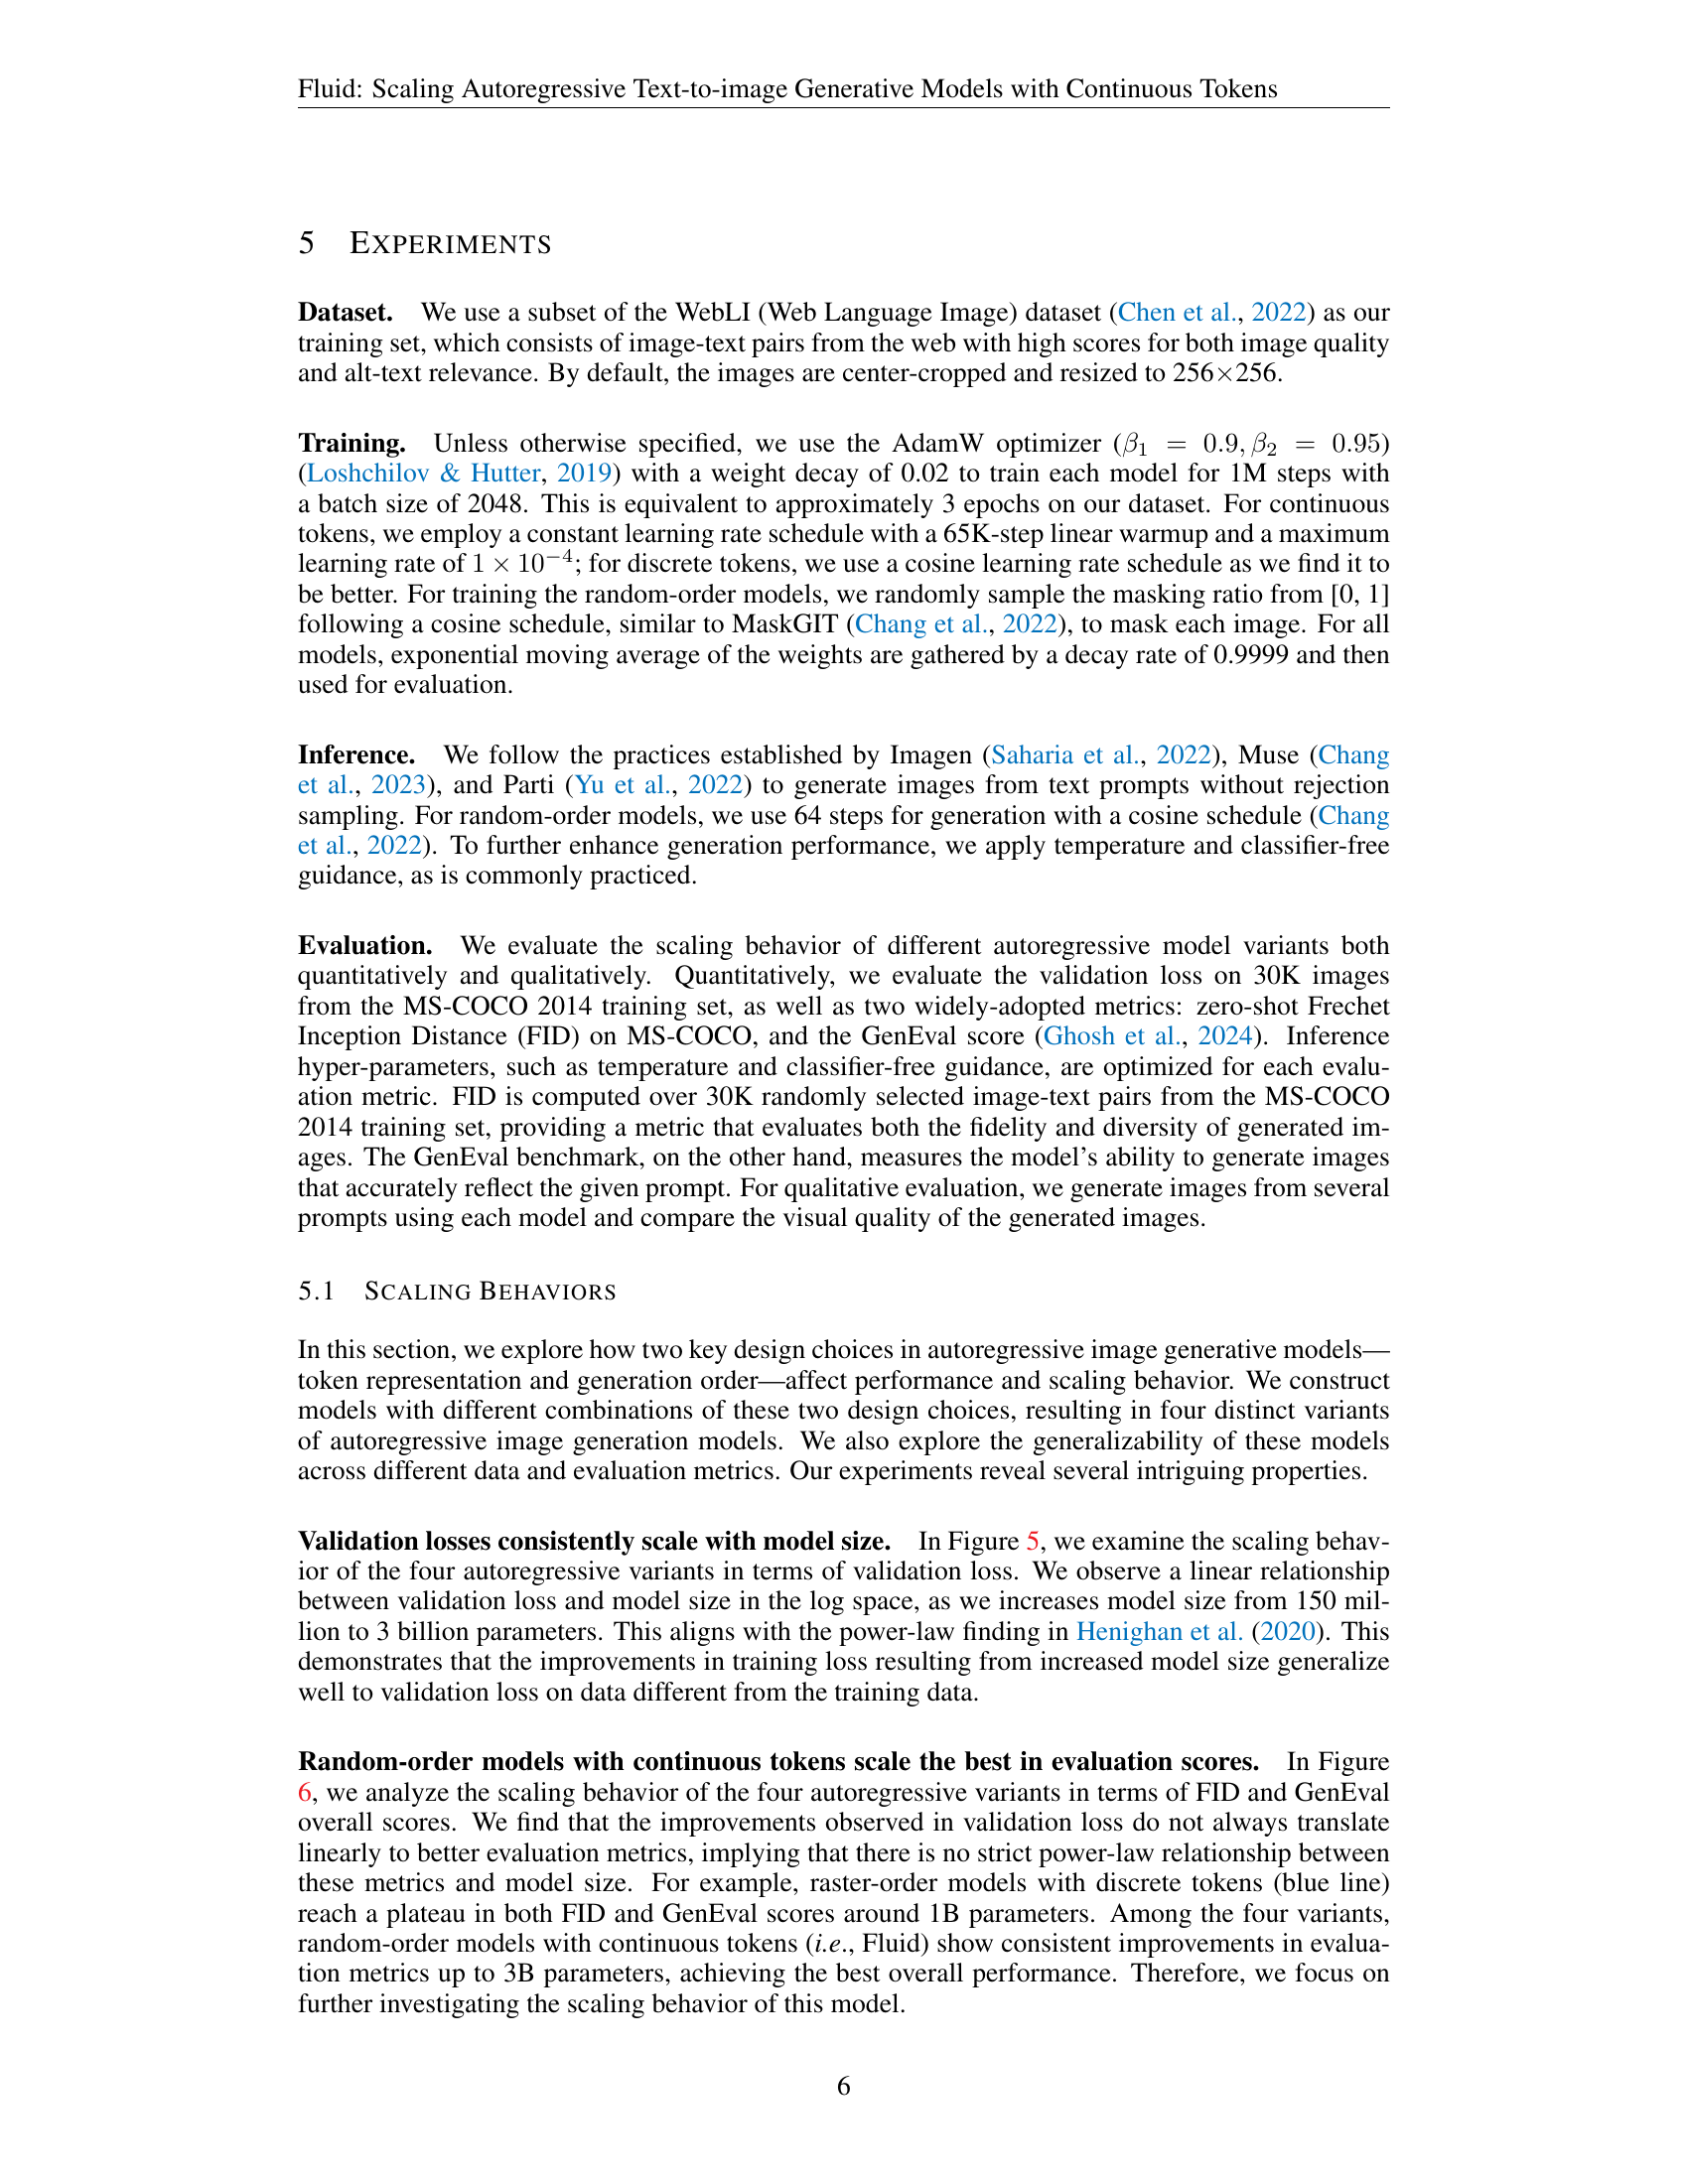 Fluid: Scaling Autoregressive Text-to-image Generative Models with Continuous Tokens
5 EXPERIMENTS
Dataset. We use a subset of the WebLI (Web Language Image) dataset (Chen et al., 2022) as our
training set, which consists of image-text pairs from the web with high scores for both image quality
and alt-text relevance. By default, the images are center-cropped and resized to 256×256.
Training. Unless otherwise specified, we use the AdamW optimizer (β₁ = 0.9, β₂ = 0.95)
(Loshchilov & Hutter, 2019) with a weight decay of 0.02 to train each model for 1M steps with
a batch size of 2048. This is equivalent to approximately 3 epochs on our dataset. For continuous
tokens, we employ a constant learning rate schedule with a 65K-step linear warmup and a maximum
learning rate of 1 × 10⁻⁴; for discrete tokens, we use a cosine learning rate schedule as we find it to
be better. For training the random-order models, we randomly sample the masking ratio from [0, 1]
following a cosine schedule, similar to MaskGIT (Chang et al., 2022), to mask each image. For all
models, exponential moving average of the weights are gathered by a decay rate of 0.9999 and then
used for evaluation.
Inference. We follow the practices established by Imagen (Saharia et al., 2022), Muse (Chang
et al., 2023), and Parti (Yu et al., 2022) to generate images from text prompts without rejection
sampling. For random-order models, we use 64 steps for generation with a cosine schedule (Chang
et al., 2022). To further enhance generation performance, we apply temperature and classifier-free
guidance, as is commonly practiced.
Evaluation. We evaluate the scaling behavior of different autoregressive model variants both
quantitatively and qualitatively. Quantitatively, we evaluate the validation loss on 30K images
from the MS-COCO 2014 training set, as well as two widely-adopted metrics: zero-shot Frechet
Inception Distance (FID) on MS-COCO, and the GenEval score (Ghosh et al., 2024). Inference
hyper-parameters, such as temperature and classifier-free guidance, are optimized for each evalu-
ation metric. FID is computed over 30K randomly selected image-text pairs from the MS-COCO
2014 training set, providing a metric that evaluates both the fidelity and diversity of generated im-
ages. The GenEval benchmark, on the other hand, measures the model's ability to generate images
that accurately reflect the given prompt. For qualitative evaluation, we generate images from several
prompts using each model and compare the visual quality of the generated images.
5.1 SCALING BEHAVIORS
In this section, we explore how two key design choices in autoregressive image generative models—
token representation and generation order—affect performance and scaling behavior. We construct
models with different combinations of these two design choices, resulting in four distinct variants
of autoregressive image generation models. We also explore the generalizability of these models
across different data and evaluation metrics. Our experiments reveal several intriguing properties.
Validation losses consistently scale with model size. In Figure 5, we examine the scaling behav-
ior of the four autoregressive variants in terms of validation loss. We observe a linear relationship
between validation loss and model size in the log space, as we increases model size from 150 mil-
lion to 3 billion parameters. This aligns with the power-law finding in Henighan et al. (2020). This
demonstrates that the improvements in training loss resulting from increased model size generalize
well to validation loss on data different from the training data.
Random-order models with continuous tokens scale the best in evaluation scores. In Figure
6, we analyze the scaling behavior of the four autoregressive variants in terms of FID and GenEval
overall scores. We find that the improvements observed in validation loss do not always translate
linearly to better evaluation metrics, implying that there is no strict power-law relationship between
these metrics and model size. For example, raster-order models with discrete tokens (blue line)
reach a plateau in both FID and GenEval scores around 1B parameters. Among the four variants,
random-order models with continuous tokens (i.e., Fluid) show consistent improvements in evalua-
tion metrics up to 3B parameters, achieving the best overall performance. Therefore, we focus on
further investigating the scaling behavior of this model.
6